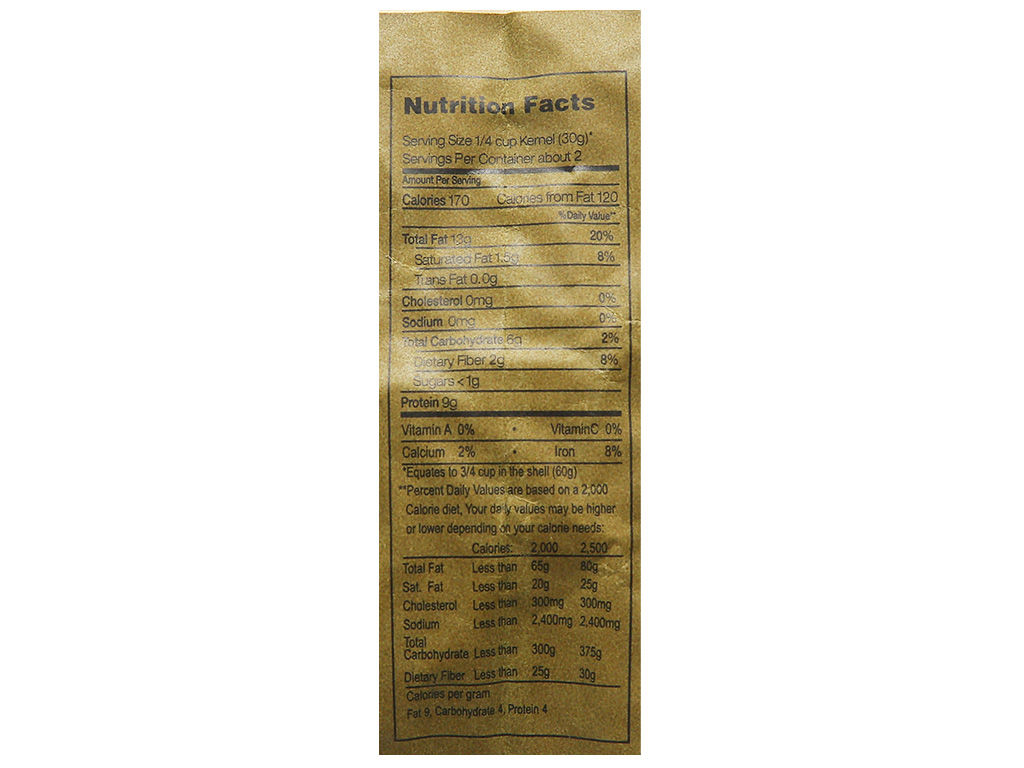 Nutrition Facts
Serving Size 1/4 cup Kernel (30g)*
Servings Per Container about 2
Amount Per Serving
Calories 170 Calories from Fat 120
% Daily Value**
Total Fat 13g 20%
Saturated Fat 1.5g 8%
Trans Fat 0.0g
Cholesterol 0mg 0%
Sodium 0mg 0%
Total Carbohydrate 6g 2%
Dietary Fiber 2g 8%
Sugars <1g
Protein 9g
Vitamin A 0% • VitaminC 0%
Calcium 2% • Iron 8%
*Equates to 3/4 cup in the shell (60g)
**Percent Daily Values are based on a 2,000
Calorie diet, Your daily values may be higher
or lower depending on your calorie needs:
Calories: 2,000 2,500
Total Fat Less than 65g 80g
Sat. Fat Less than 20g 25g
Cholesterol Less than 300mg 300mg
Sodium Less than 2,400mg 2,400mg
Total
Carbohydrate Less than 300g 375g
Dietary Fiber Less than 25g 30g
Calories per gram
Fat 9, Carbohydrate 4, Protein 4